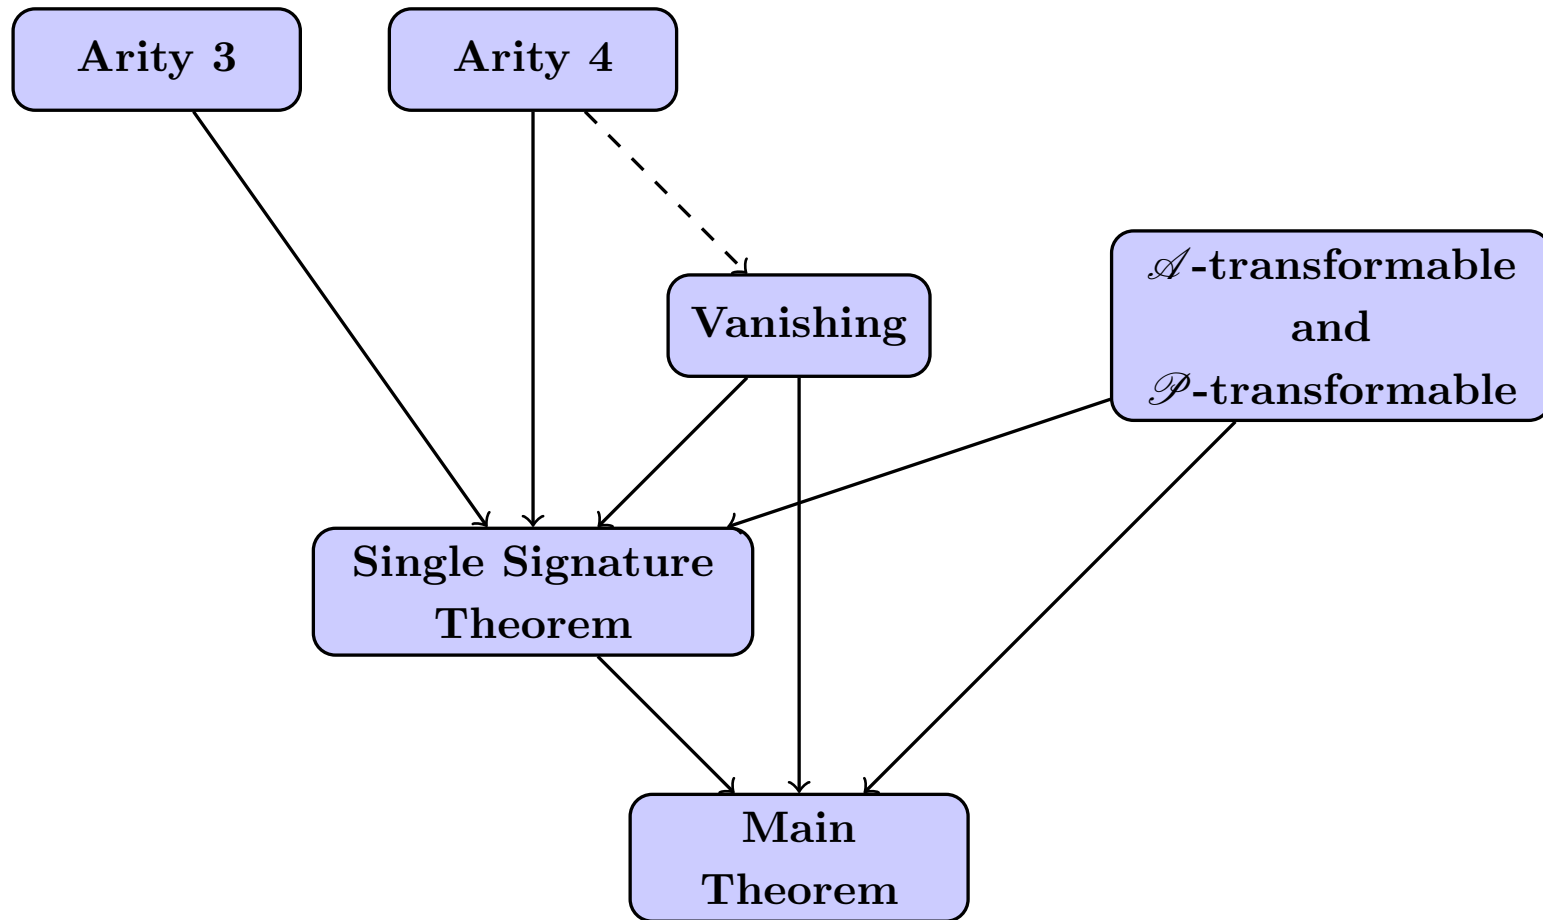 Arity 3
Arity 4
Vanishing
𝒜-transformable
and
𝒫-transformable
Single Signature
Theorem
Main
Theorem